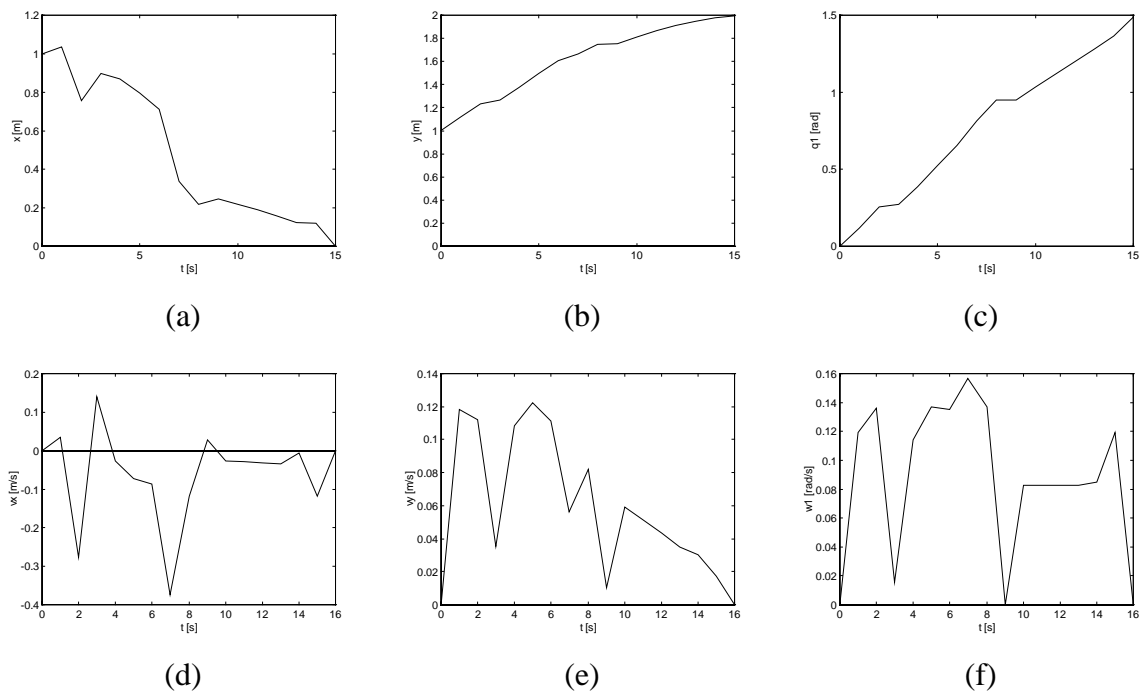 1.2
1
0.8
0.6
0.4
0.2
0
x [m]
0 5 10 15
t [s]
(a)
2
1.8
1.6
1.4
1.2
1
0.8
0.6
0.4
0.2
0
y [m]
0 5 10 15
t [s]
(b)
1.5
1
0.5
0
q1 [rad]
0 5 10 15
t [s]
(c)
0.2
0.1
0
-0.1
-0.2
-0.3
-0.4
vx [m/s]
0 2 4 6 8 10 12 14 16
t [s]
(d)
0.14
0.12
0.1
0.08
0.06
0.04
0.02
0
vy [m/s]
0 2 4 6 8 10 12 14 16
t [s]
(e)
0.16
0.14
0.12
0.1
0.08
0.06
0.04
0.02
0
w1 [rad/s]
0 2 4 6 8 10 12 14 16
t [s]
(f)